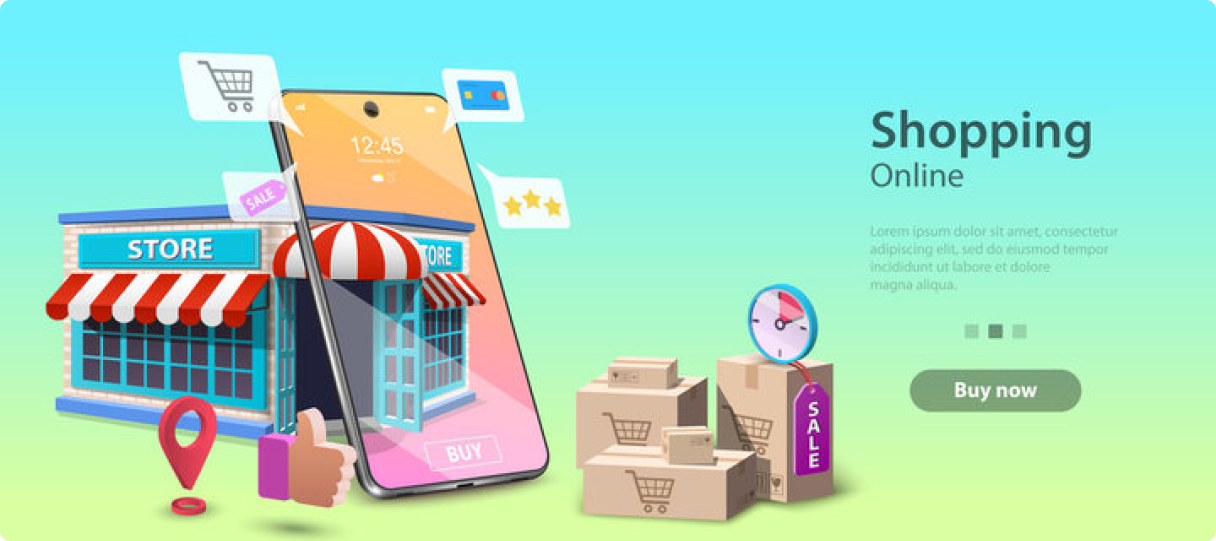 12:45
SALE
STORE
TORE
BUY
SALE
Shopping
Online
Lorem ipsum dolor sit amet, consectetur
adipiscing elit, sed do eiusmod tempor
incididunt ut labore et dolore
magna aliqua.
Buy now